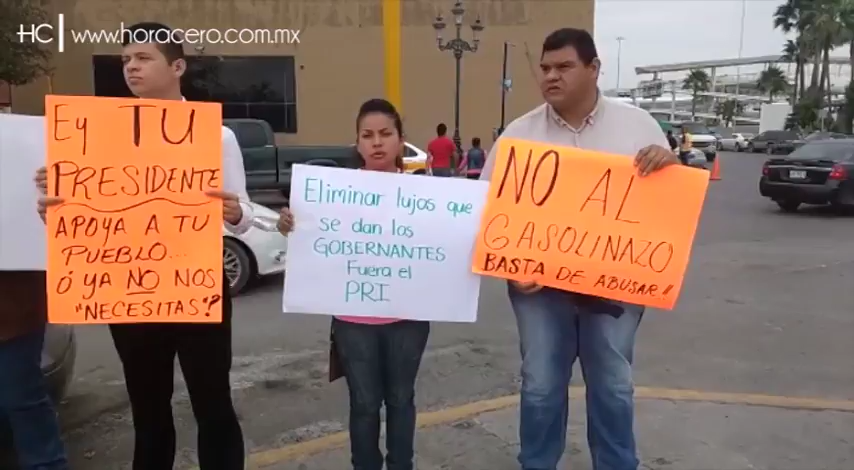 HC | www.horacero.com.mx
Ey TU
PRESIDENTE
APOYA A TU
PUEBLO...
Ó YA NO NOS
"NECESITAS"?
Eliminar lujos que
se dan los
GOBERNANTES
Fuera el
PRI
NO AL
GASOLINAZO
BASTA DE ABUSAR..!!